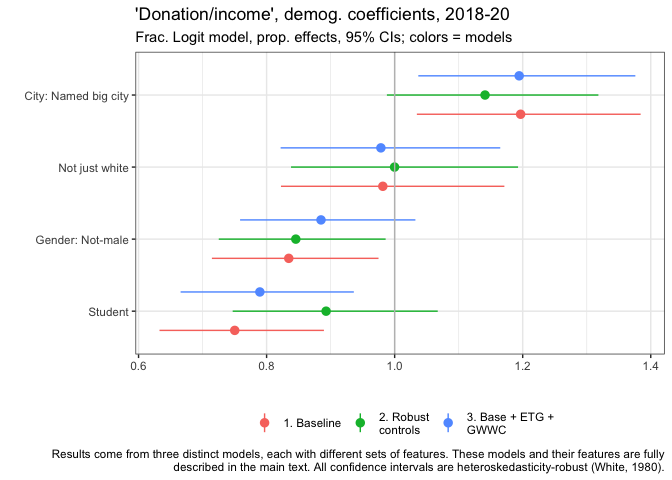 'Donation/income', demog. coefficients, 2018-20
Frac. Logit model, prop. effects, 95% CIs; colors = models
City: Named big city
Not just white
Gender: Not-male
Student
0.6 0.8 1.0 1.2 1.4
1. Baseline
2. Robust
controls
3. Base + ETG +
GWWC
Results come from three distinct models, each with different sets of features. These models and their features are fully
described in the main text. All confidence intervals are heteroskedasticity-robust (White, 1980).